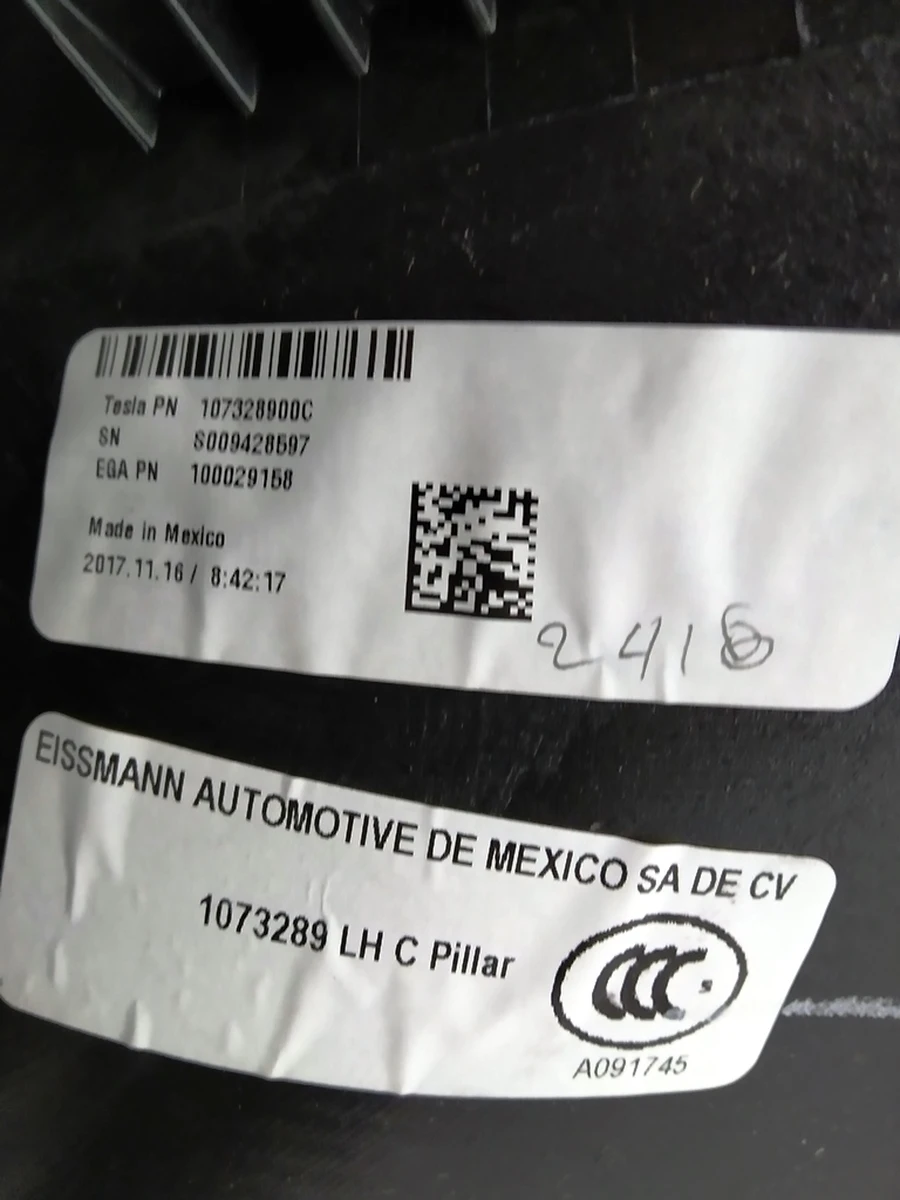 Tesla PN 107328900C
SN S009428597
EGA PN 100029158
Made in Mexico
2017.11.16 / 8:42:17
EISSMANN AUTOMOTIVE DE MEXICO SA DE CV
1073289 LH C Pillar
CCC S
A091745